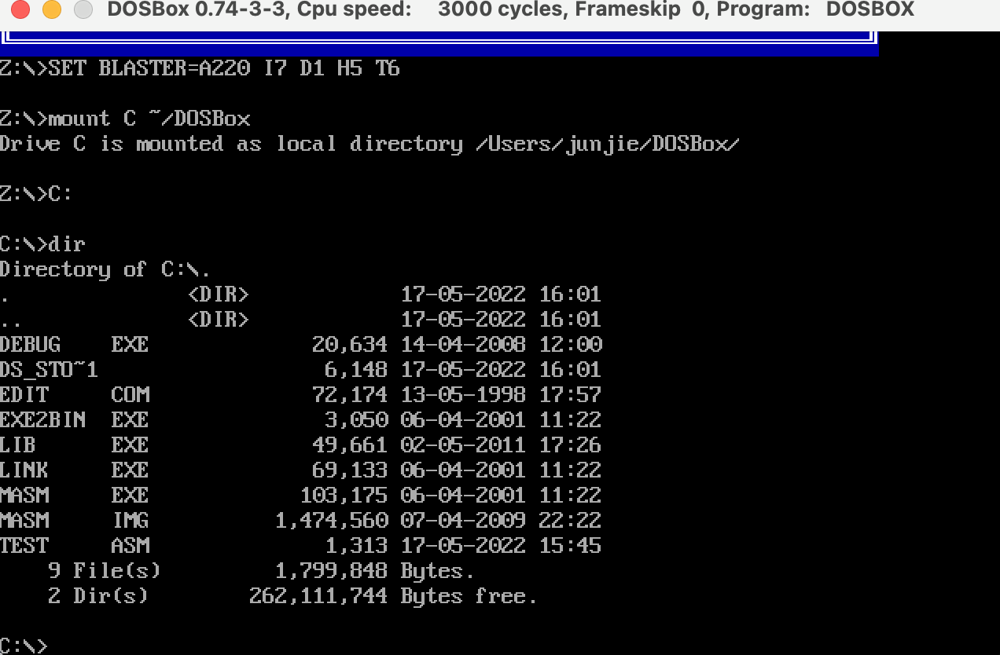 DOSBox 0.74-3-3, Cpu speed: 3000 cycles, Frameskip 0, Program: DOSBOX
Z:\>SET BLASTER=A220 I7 D1 H5 T6
Z:\>mount C ~/DOSBox
Drive C is mounted as local directory /Users/junjie/DOSBox/
Z:\>C:
C:\>dir
Directory of C:\.
. <DIR> 17-05-2022 16:01
.. <DIR> 17-05-2022 16:01
DEBUG EXE 20,634 14-04-2008 12:00
DS_STO~1 6,148 17-05-2022 16:01
EDIT COM 72,174 13-05-1998 17:57
EXE2BIN EXE 3,050 06-04-2001 11:22
LIB EXE 49,661 02-05-2011 17:26
LINK EXE 69,133 06-04-2001 11:22
MASM EXE 103,175 06-04-2001 11:22
MASM IMG 1,474,560 07-04-2009 22:22
TEST ASM 1,313 17-05-2022 15:45
9 File(s) 1,799,848 Bytes.
2 Dir(s) 262,111,744 Bytes free.
C:\>